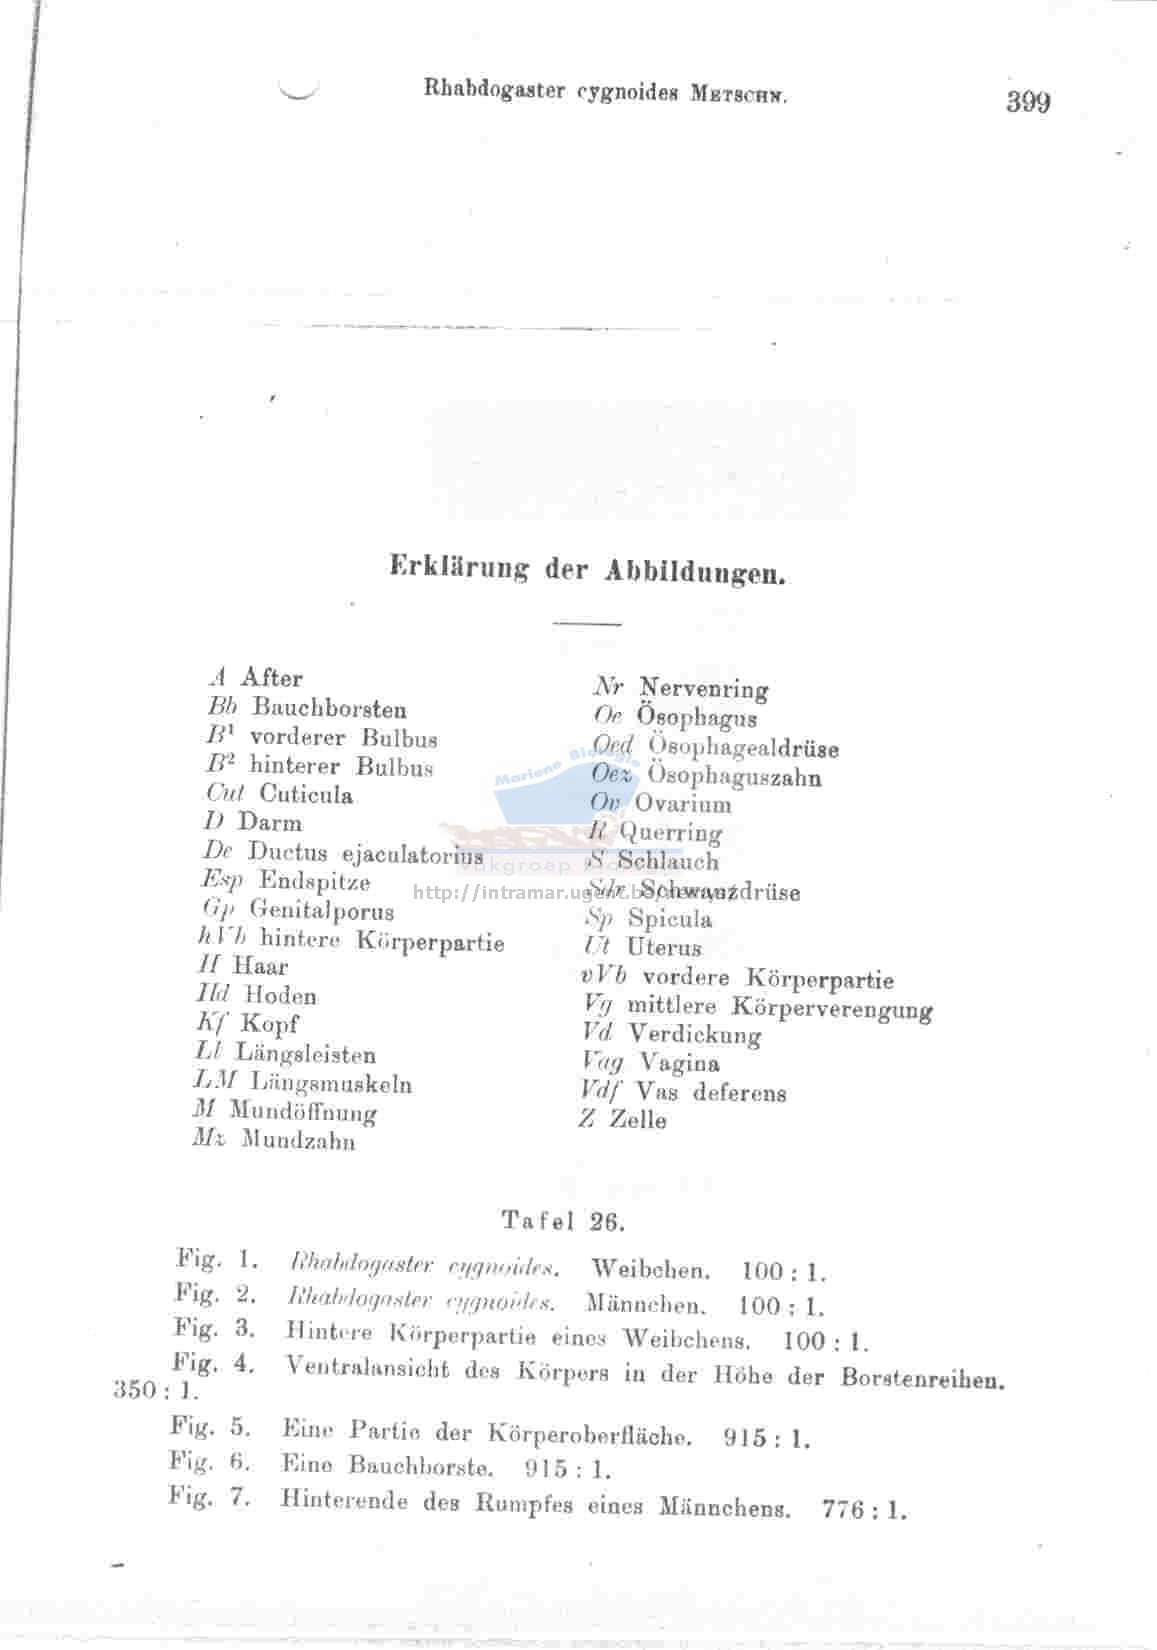 Rhabdogaster cygnoides METSCHN.
399
Erklärung der Abbildungen.
A After
Bb Bauchborsten
B¹ vorderer Bulbus
B² hinterer Bulbus
Cut Cuticula
D Darm
De Ductus ejaculatorius
Esp Endspitze
Gp Genitalporus
hVb hintere Körperpartie
H Haar
Hd Hoden
Kf Kopf
Ll Längsleisten
LM Längsmuskeln
M Mundöffnung
Mz Mundzahn
Nr Nervenring
Oe Ösophagus
Oed Ösophagealdrüse
Oez Ösophaguszahn
Ov Ovarium
R Querring
S Schlauch
Sdr Schwanzdrüse
Sp Spicula
Ut Uterus
vVb vordere Körperpartie
Vg mittlere Körperverengung
Vd Verdickung
Vag Vagina
Vdf Vas deferens
Z Zelle
Mariene Biologie
Vakgroep Biologie
Tafel 26.
Fig. 1. Rhabdogaster cygnoides. Weibchen. 100 : 1.
Fig. 2. Rhabdogaster cygnoides. Männchen. 100 : 1.
Fig. 3. Hintere Körperpartie eines Weibchens. 100 : 1.
Fig. 4. Ventralansicht des Körpers in der Höhe der Borstenreihen.
350 : 1.
Fig. 5. Eine Partie der Körperoberfläche. 915 : 1.
Fig. 6. Eine Bauchborste. 915 : 1.
Fig. 7. Hinterende des Rumpfes eines Männchens. 776 : 1.